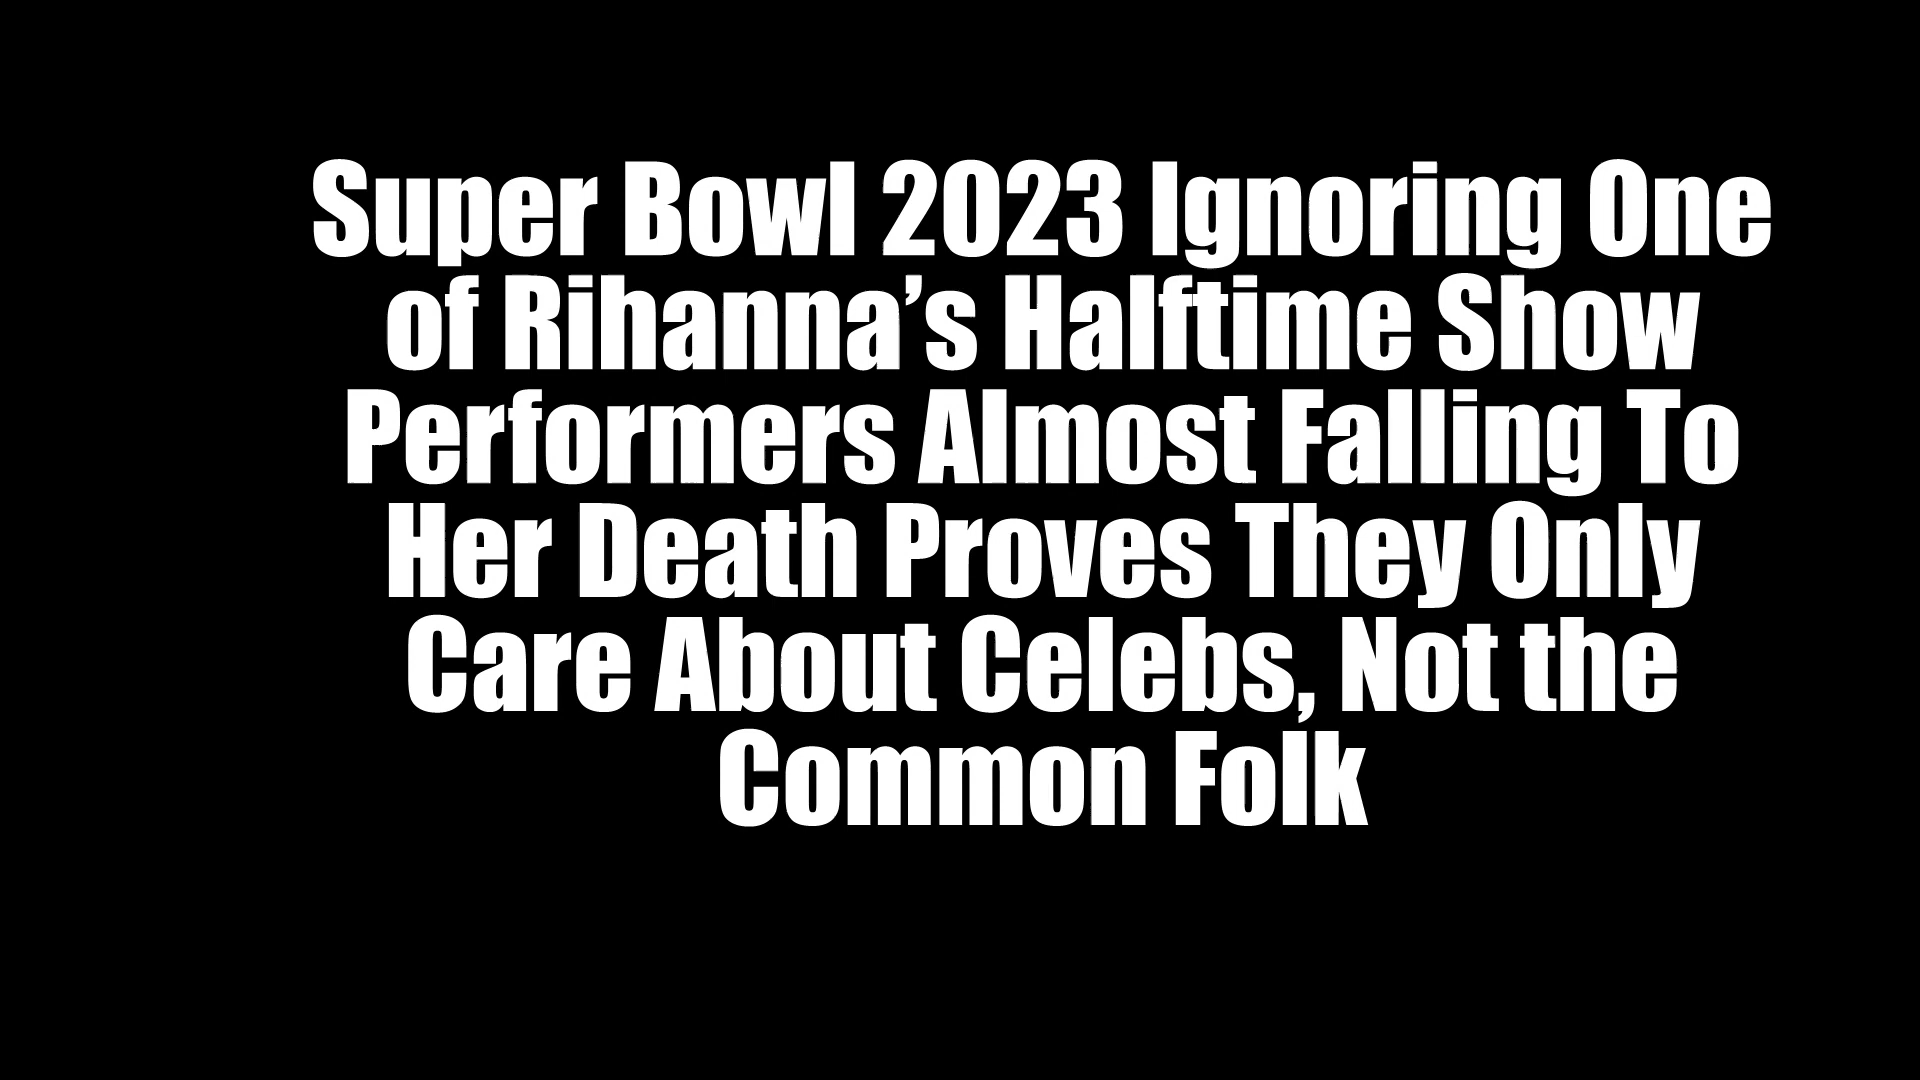 Super Bowl 2023 Ignoring One
of Rihanna’s Halftime Show
Performers Almost Falling To
Her Death Proves They Only
Care About Celebs, Not the
Common Folk